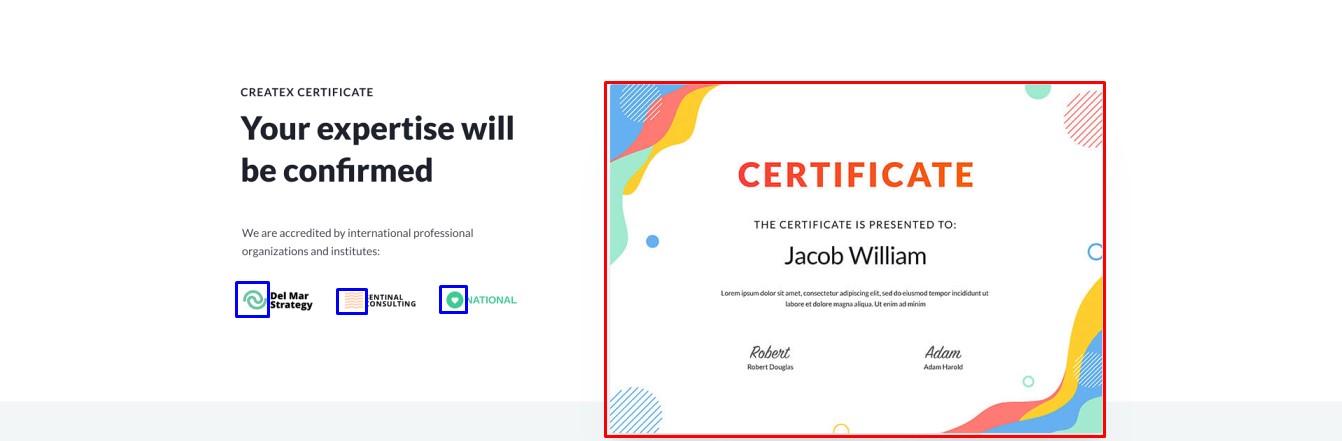 CREATEX CERTIFICATE
Your expertise will
be confirmed
We are accredited by international professional
organizations and institutes:
Del Mar
Strategy
ENTINAL
CONSULTING
NATIONAL
CERTIFICATE
THE CERTIFICATE IS PRESENTED TO:
Jacob William
Lorem ipsum dolor sit amet, consectetur adipiscing elit, sed do eiusmod tempor incididunt ut
labore et dolore magna aliqua. Ut enim ad minim
Robert
Robert Douglas
Adam
Adam Harold